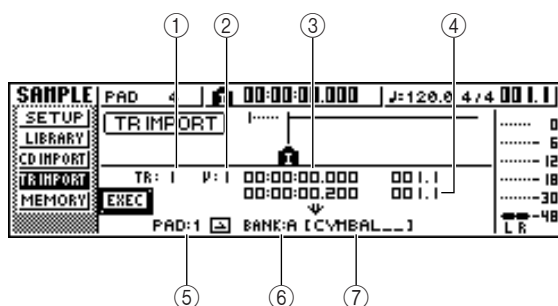 ① ② ③ ④
SAMPLE PAD 4 00:00:00.000 ♩=120.0 4/4 001.1
SETUP TR IMPORT I 0
LIBRARY 6
CD IMPORT I 12
TR IMPORT TR: 1 V: 1 00:00:00.000 001.1 18
MEMORY EXEC 00:00:00.200 001.1 30
48
PAD:1 BANK:A [CYMBAL__] L R
⑤ ⑥ ⑦